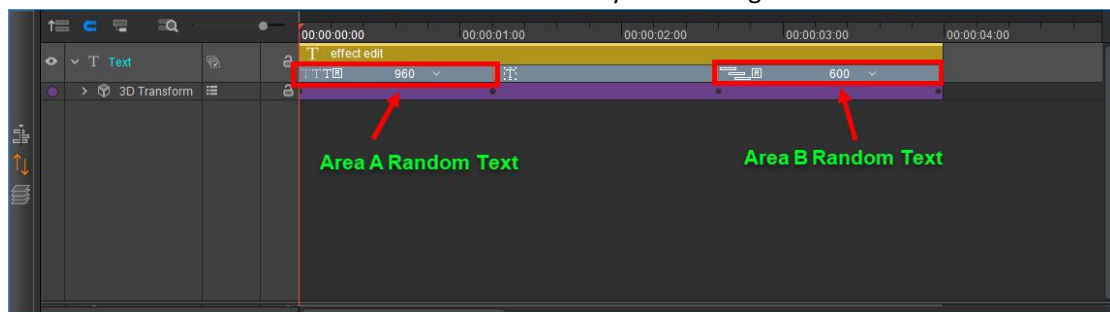 00:00:00:00 00:00:01:00 00:00:02:00 00:00:03:00 00:00:04:00
T effect edit
T Text
TTT R 960 T R 600
3D Transform
Area A Random Text Area B Random Text